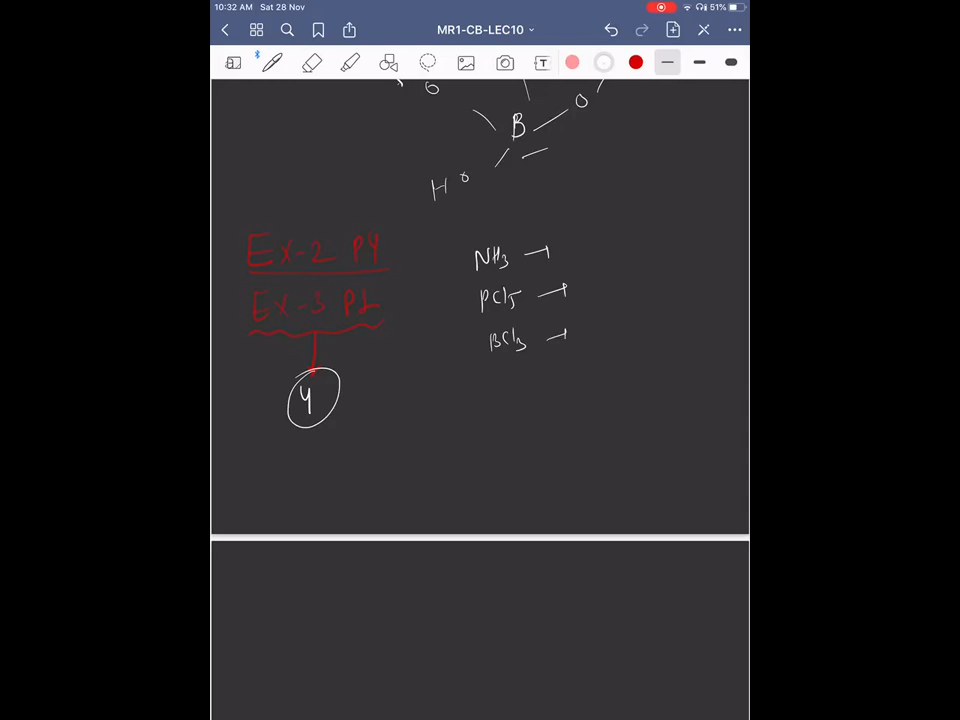 10:32 AM Sat 28 Nov 51%
MR1-CB-LEC10
O
B O
H O
Ex-2 P4
Ex-3 P1
4
NH3 →
PCl5 →
BCl3 →